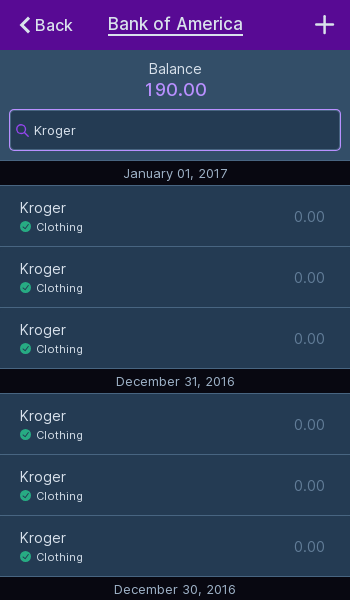 Back
Bank of America
Balance
190.00
Kroger
January 01, 2017
Kroger
0.00
Clothing
Kroger
0.00
Clothing
Kroger
0.00
Clothing
December 31, 2016
Kroger
0.00
Clothing
Kroger
0.00
Clothing
Kroger
0.00
Clothing
December 30, 2016